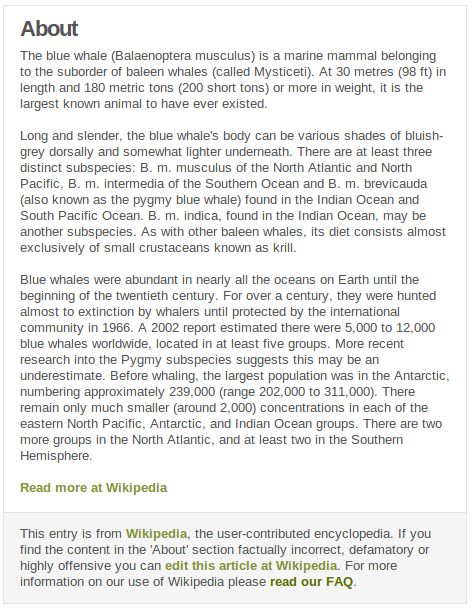 About
The blue whale (Balaenoptera musculus) is a marine mammal belonging
to the suborder of baleen whales (called Mysticeti). At 30 metres (98 ft) in
length and 180 metric tons (200 short tons) or more in weight, it is the
largest known animal to have ever existed.
Long and slender, the blue whale's body can be various shades of bluish-
grey dorsally and somewhat lighter underneath. There are at least three
distinct subspecies: B. m. musculus of the North Atlantic and North
Pacific, B. m. intermedia of the Southern Ocean and B. m. brevicauda
(also known as the pygmy blue whale) found in the Indian Ocean and
South Pacific Ocean. B. m. indica, found in the Indian Ocean, may be
another subspecies. As with other baleen whales, its diet consists almost
exclusively of small crustaceans known as krill.
Blue whales were abundant in nearly all the oceans on Earth until the
beginning of the twentieth century. For over a century, they were hunted
almost to extinction by whalers until protected by the international
community in 1966. A 2002 report estimated there were 5,000 to 12,000
blue whales worldwide, located in at least five groups. More recent
research into the Pygmy subspecies suggests this may be an
underestimate. Before whaling, the largest population was in the Antarctic,
numbering approximately 239,000 (range 202,000 to 311,000). There
remain only much smaller (around 2,000) concentrations in each of the
eastern North Pacific, Antarctic, and Indian Ocean groups. There are two
more groups in the North Atlantic, and at least two in the Southern
Hemisphere.
Read more at Wikipedia
This entry is from Wikipedia, the user-contributed encyclopedia. If you
find the content in the 'About' section factually incorrect, defamatory or
highly offensive you can edit this article at Wikipedia. For more
information on our use of Wikipedia please read our FAQ.